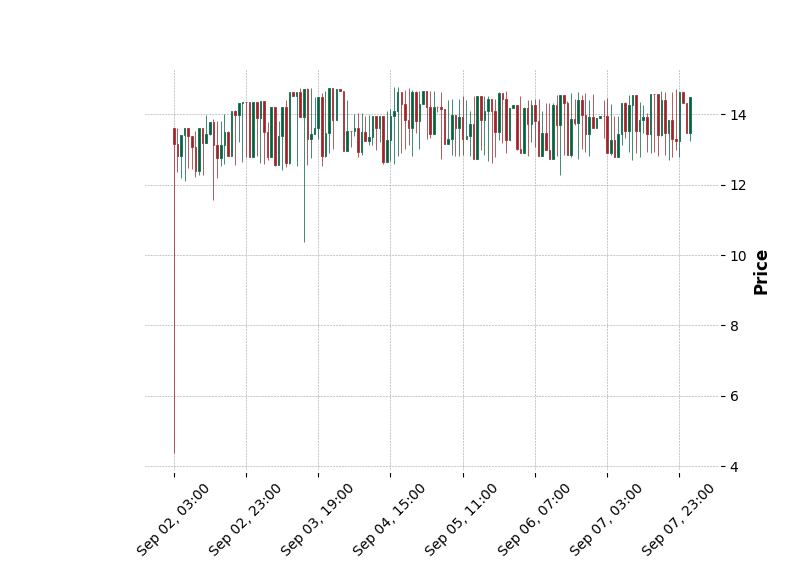 14
12
10
8
6
4
Price
Sep 02, 03:00
Sep 02, 23:00
Sep 03, 19:00
Sep 04, 15:00
Sep 05, 11:00
Sep 06, 07:00
Sep 07, 03:00
Sep 07, 23:00